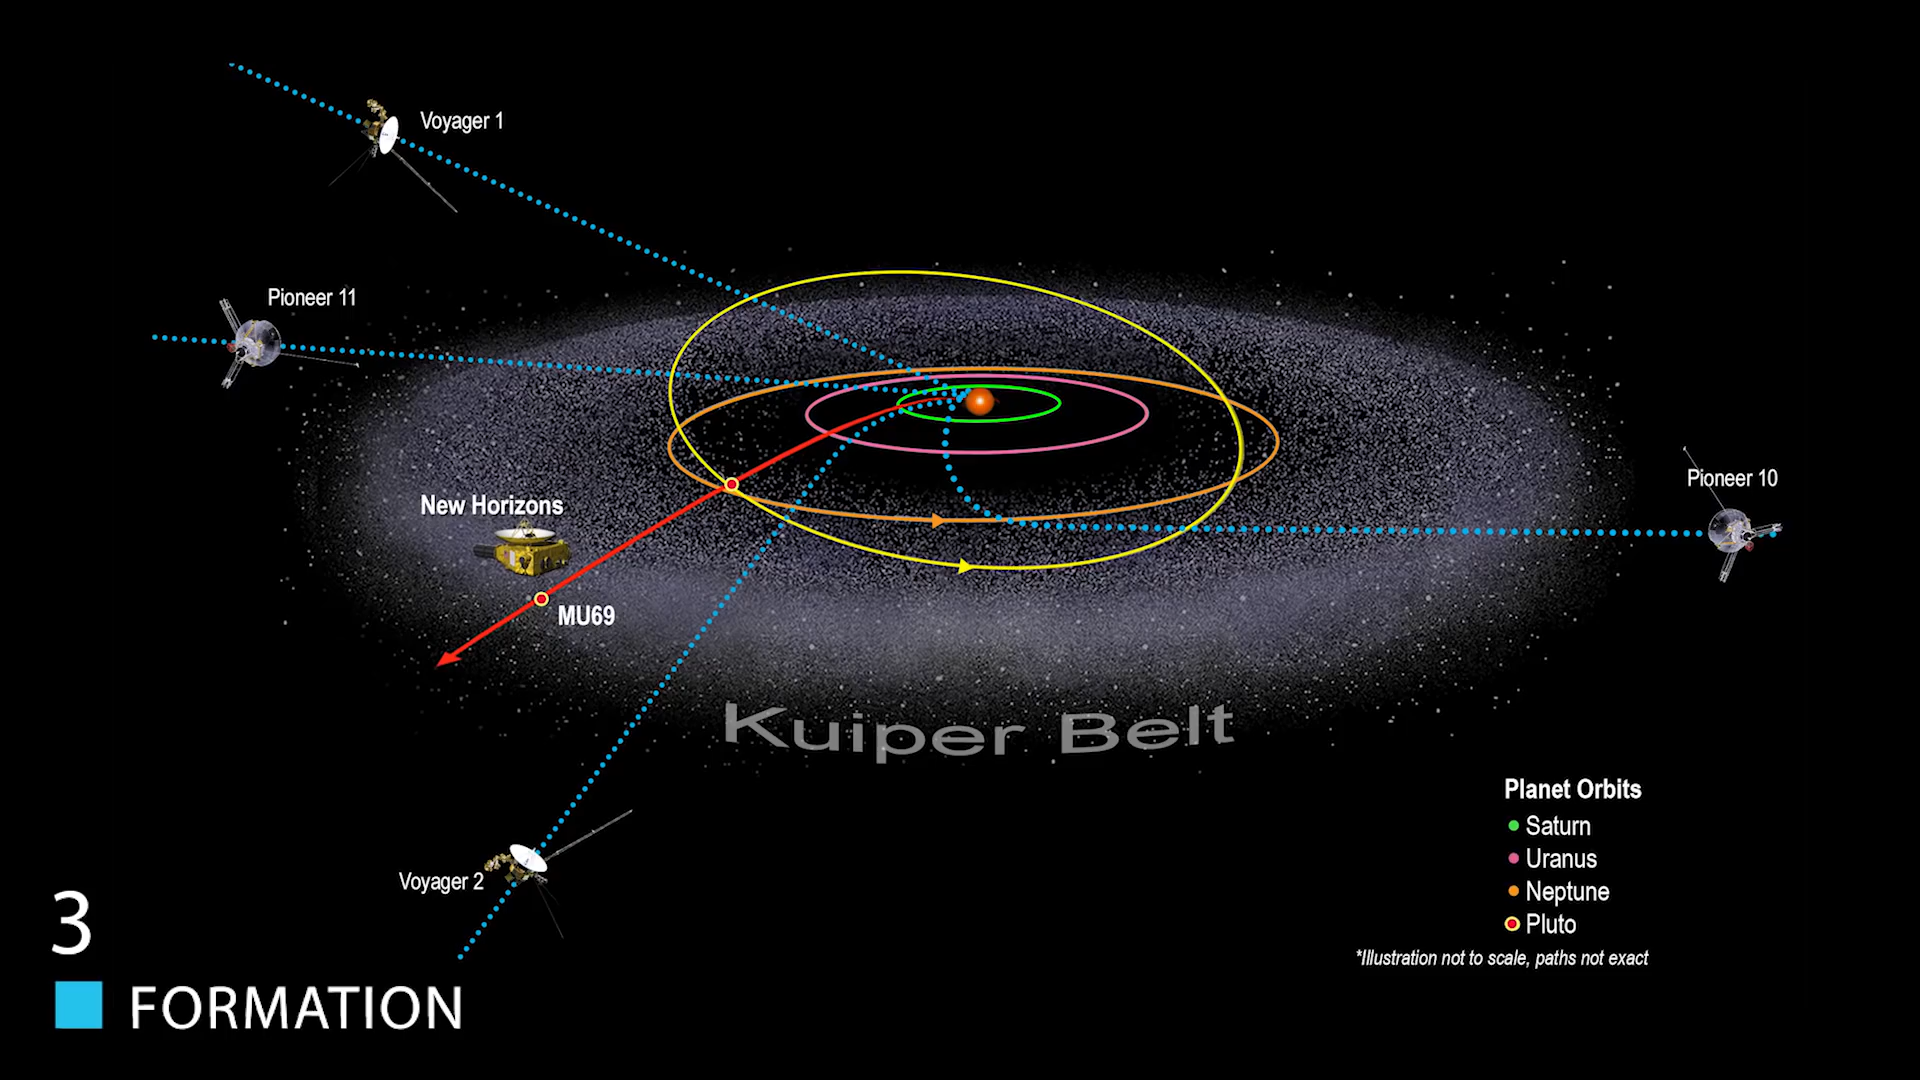 Voyager 1
Pioneer 11
Pioneer 10
New Horizons
MU69
Kuiper Belt
Planet Orbits
Saturn
Uranus
Neptune
Pluto
*Illustration not to scale, paths not exact
Voyager 2
3
FORMATION